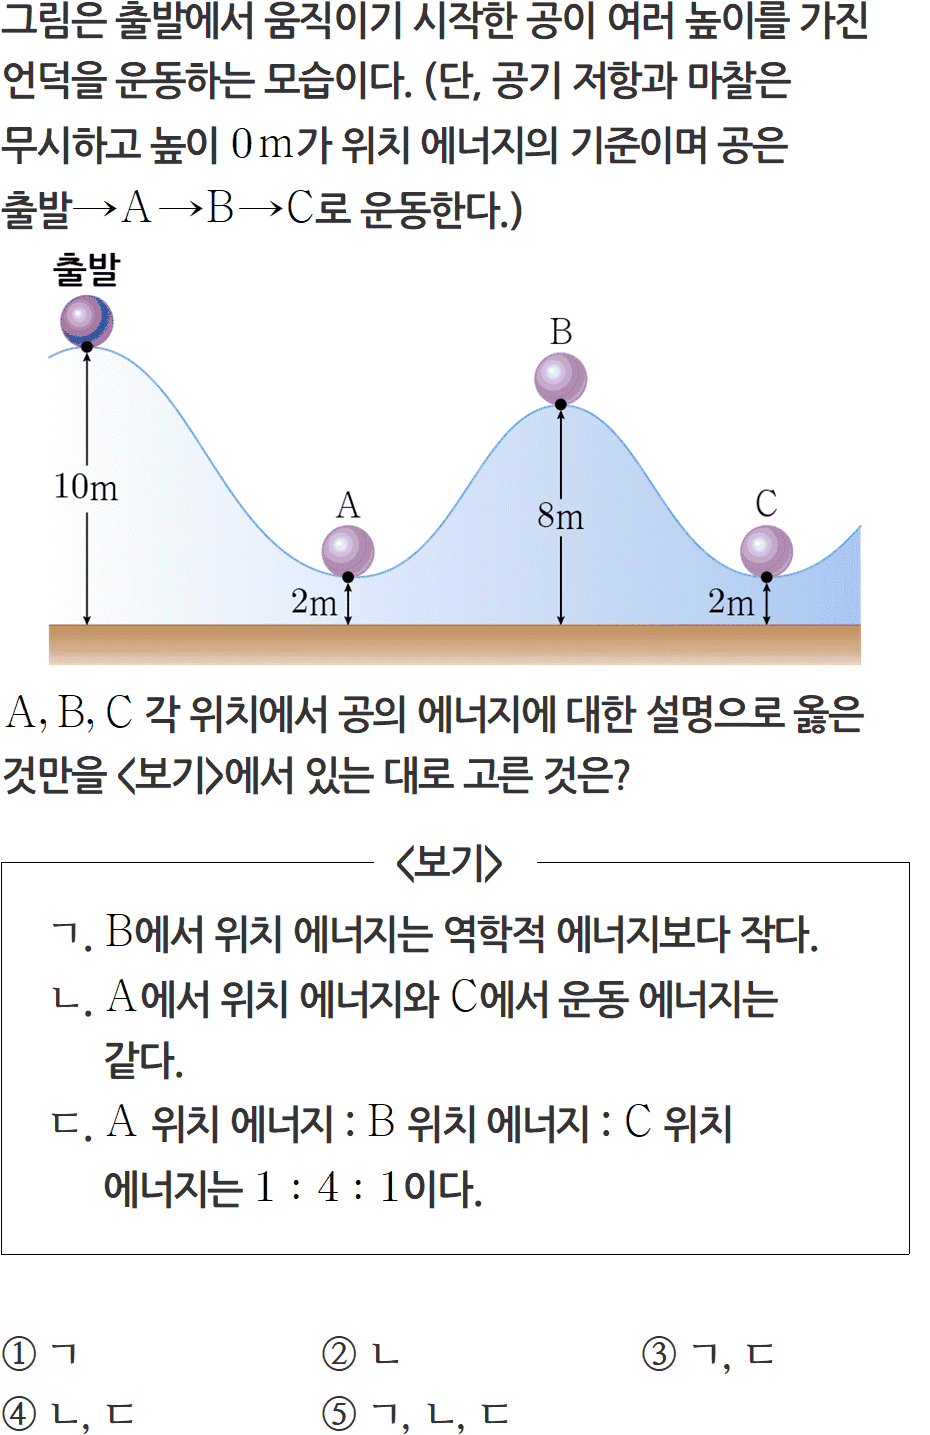 그림은 출발에서 움직이기 시작한 공이 여러 높이를 가진
언덕을 운동하는 모습이다. (단, 공기 저항과 마찰은
무시하고 높이 0m가 위치 에너지의 기준이며 공은
출발→A→B→C로 운동한다.)
출발
B
10m
A
8m
C
2m
2m
A, B, C 각 위치에서 공의 에너지에 대한 설명으로 옳은
것만을 <보기>에서 있는 대로 고른 것은?
<보기>
ㄱ. B에서 위치 에너지는 역학적 에너지보다 작다.
ㄴ. A에서 위치 에너지와 C에서 운동 에너지는
같다.
ㄷ. A 위치 에너지 : B 위치 에너지 : C 위치
에너지는 1 : 4 : 1이다.
① ㄱ ② ㄴ ③ ㄱ, ㄷ
④ ㄴ, ㄷ ⑤ ㄱ, ㄴ, ㄷ